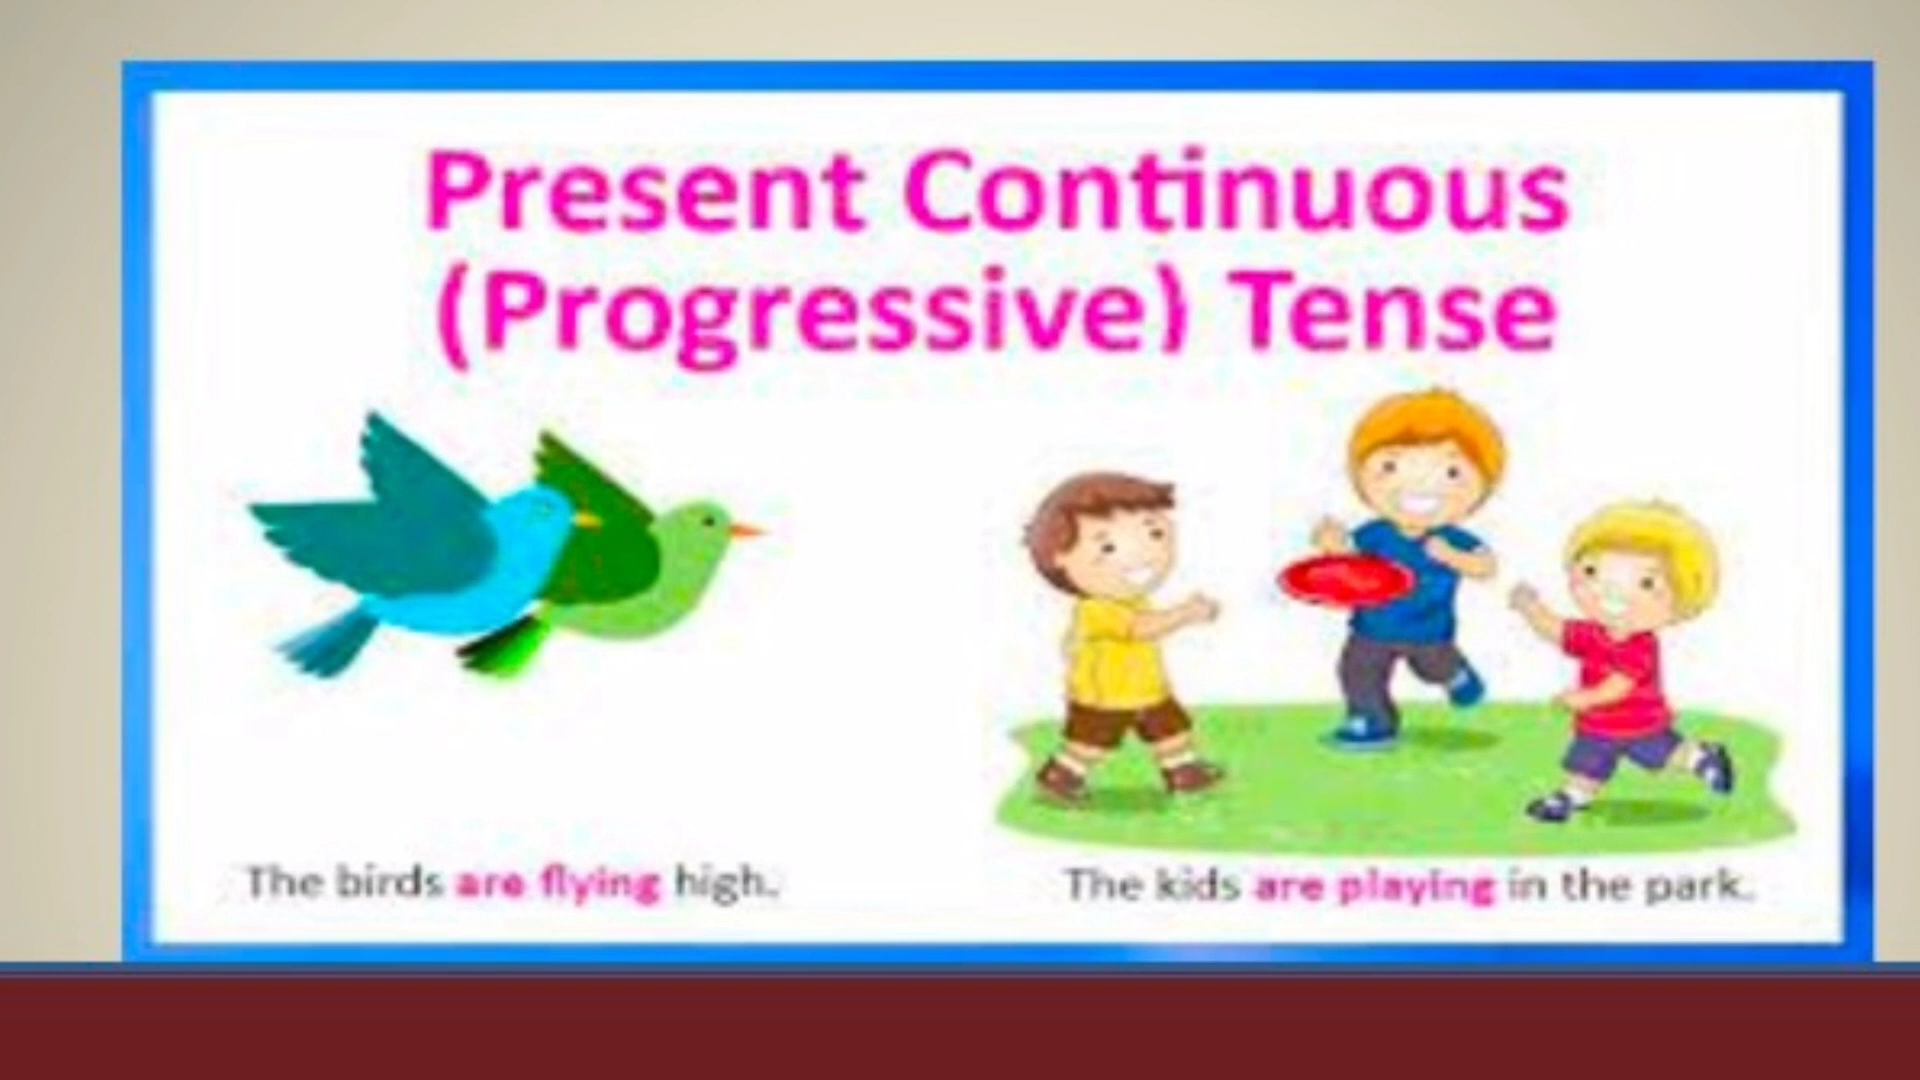 Present Continuous
(Progressive) Tense
The birds are flying high.
The kids are playing in the park.